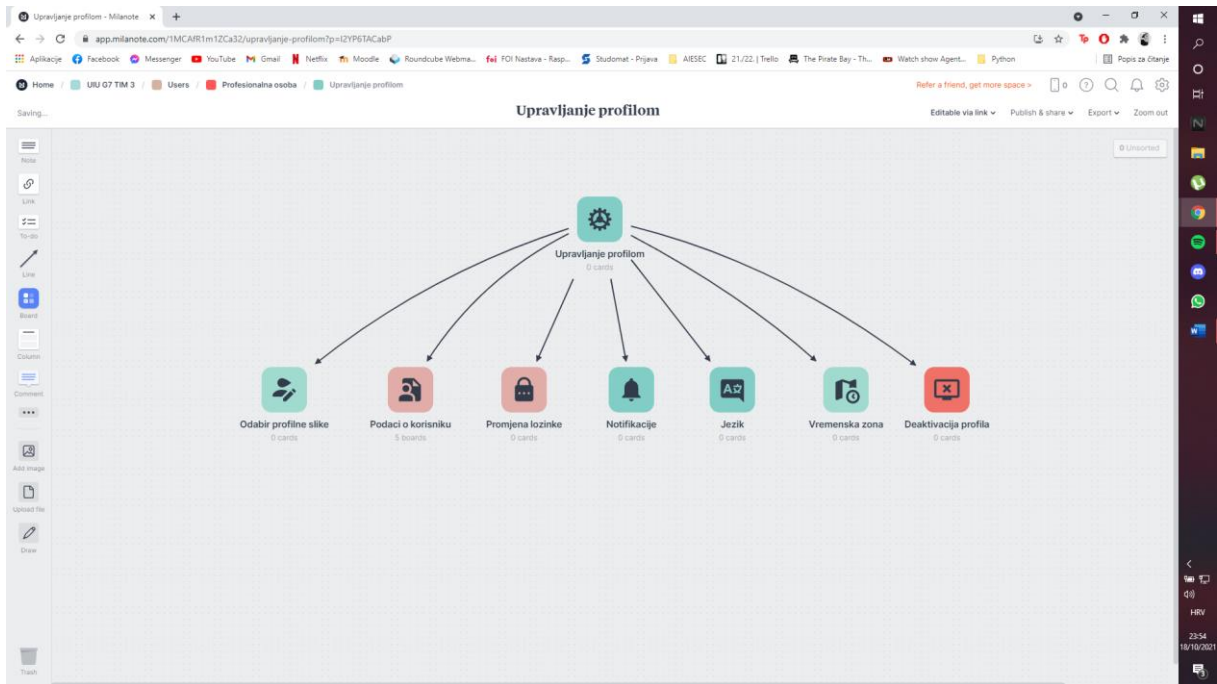 Upravljanje profilom - Milanote
app.milanote.com/1MCAfR1m1ZCa32/upravljanje-profilom?p=I2YP6TACabP
Aplikacije Facebook Messenger YouTube Gmail Netflix Moodle Roundcube Webma... FOI Nastava - Rasp... Studomat - Prijava AIESEC 21./22. | Trello The Pirate Bay - Th... Watch show Agent... Python Popis za čitanje
Home / UIU G7 TIM 3 / Users / Profesionalna osoba / Upravljanje profilom Refer a friend, get more space > 0
Saving... Upravljanje profilom Editable via link Publish & share Export Zoom out
0 Unsorted
Note
Link
To-do
Line
Board
Column
Comment
Add image
Upload file
Draw
Trash
Upravljanje profilom
0 cards
Odabir profilne slike Podaci o korisniku Promjena lozinke Notifikacije Jezik Vremenska zona Deaktivacija profila
0 cards 5 boards 0 cards 0 cards 0 cards 0 cards 0 cards
HRV
23:54
18/10/2021